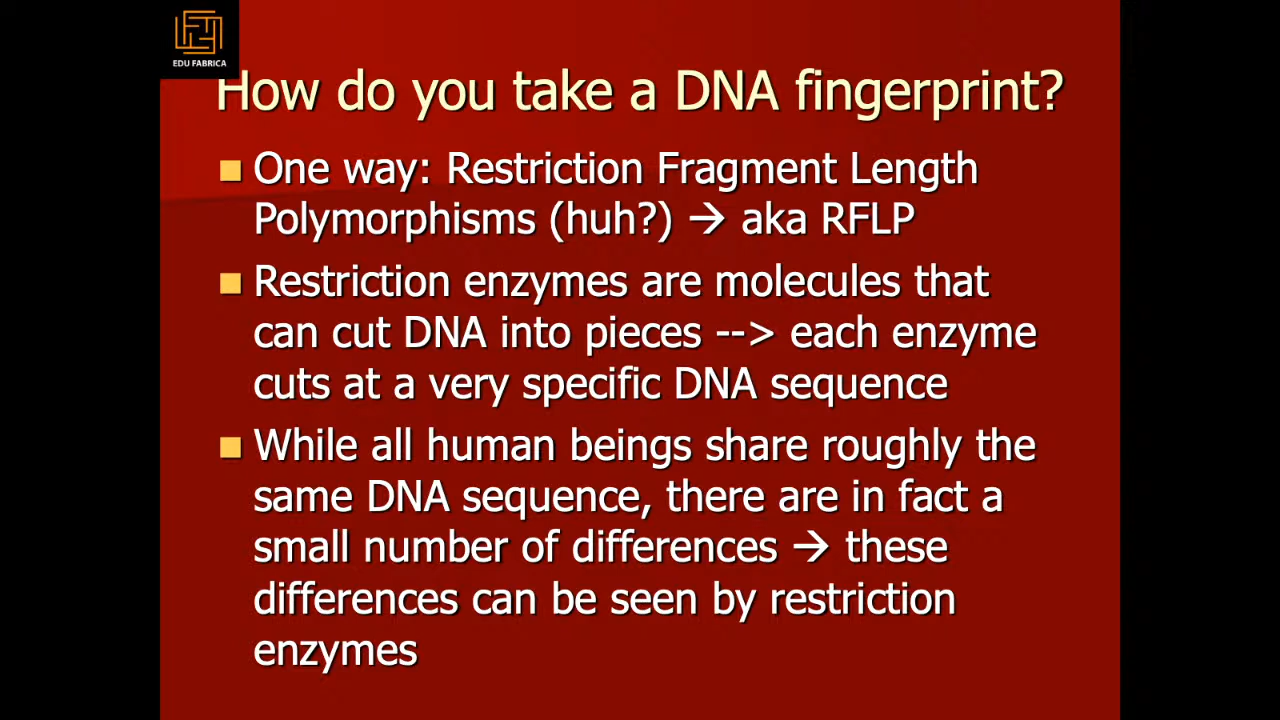 EDU FABRICA
How do you take a DNA fingerprint?
One way: Restriction Fragment Length
Polymorphisms (huh?) → aka RFLP
Restriction enzymes are molecules that
can cut DNA into pieces --> each enzyme
cuts at a very specific DNA sequence
While all human beings share roughly the
same DNA sequence, there are in fact a
small number of differences → these
differences can be seen by restriction
enzymes